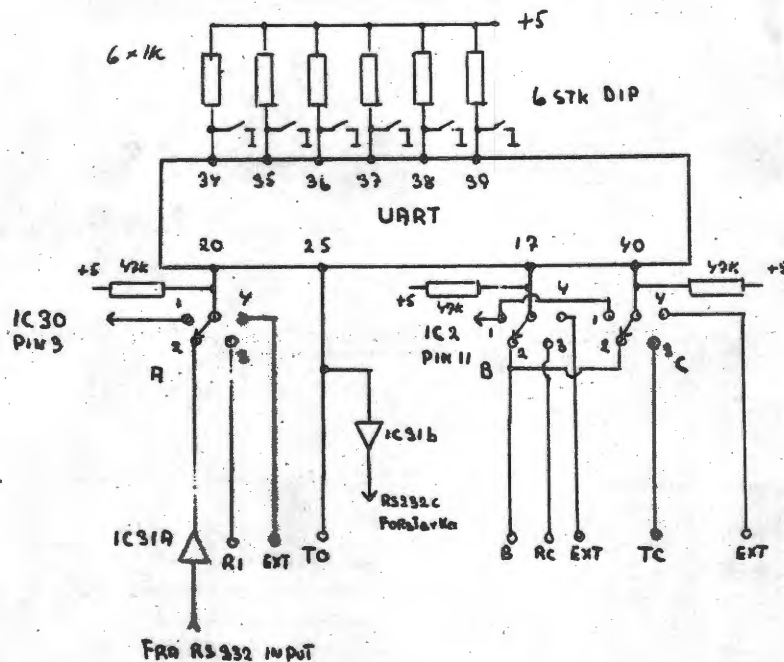 +5
6 x 1K
6 STK DIP
I I I I I I
34 35 36 37 38 39
UART
20 25 17 40
+5 47K +5 47K 47K +5
1 4 1 4 1 4
IC30 IC2
PIN 9 PIN 11
2 3 2 3 2 3
A B C
IC31b
RS232C
FORSTÆRKER
IC31A
R1 EXT TO B RC EXT TC EXT
FRA RS232 INPUT